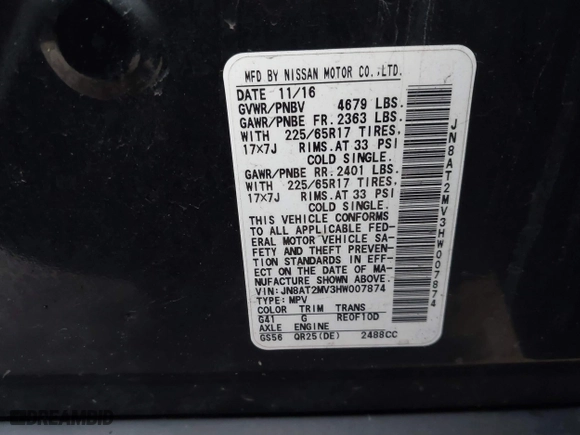 MFD BY NISSAN MOTOR CO.,LTD.
DATE 11/16
GVWR/PNBV 4679 LBS.
GAWR/PNBE FR. 2363 LBS.
WITH 225/65R17 TIRES.
17x7J RIMS. AT 33 PSI
COLD SINGLE.
GAWR/PNBE RR. 2401 LBS.
WITH 225/65R17 TIRES.
17x7J RIMS. AT 33 PSI
COLD SINGLE.
THIS VEHICLE CONFORMS
TO ALL APPLICABLE FED-
ERAL MOTOR VEHICLE SA-
FETY AND THEFT PREVEN-
TION STANDARDS IN EFF-
ECT ON THE DATE OF MA-
NUFACTURE SHOWN ABOVE.
VIN: JN8AT2MV3HW007874
TYPE: MPV
COLOR TRIM TRANS
G41 G RE0F10D
AXLE ENGINE
GS56 QR25(DE) 2488CC
JN8AT2MV3HW007874
DREAMBID